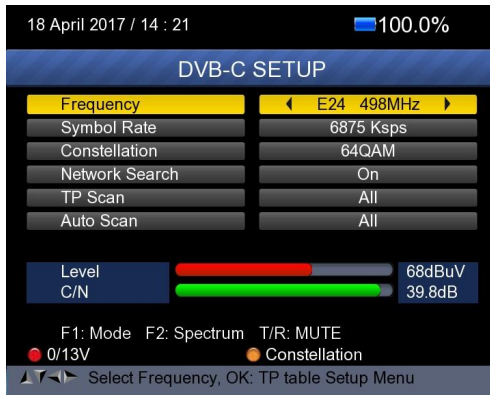 18 April 2017 / 14 : 21 100.0%
DVB-C SETUP
Frequency E24 498MHz
Symbol Rate 6875 Ksps
Constellation 64QAM
Network Search On
TP Scan All
Auto Scan All
Level 68dBuV
C/N 39.8dB
F1: Mode F2: Spectrum T/R: MUTE
0/13V Constellation
Select Frequency, OK: TP table Setup Menu